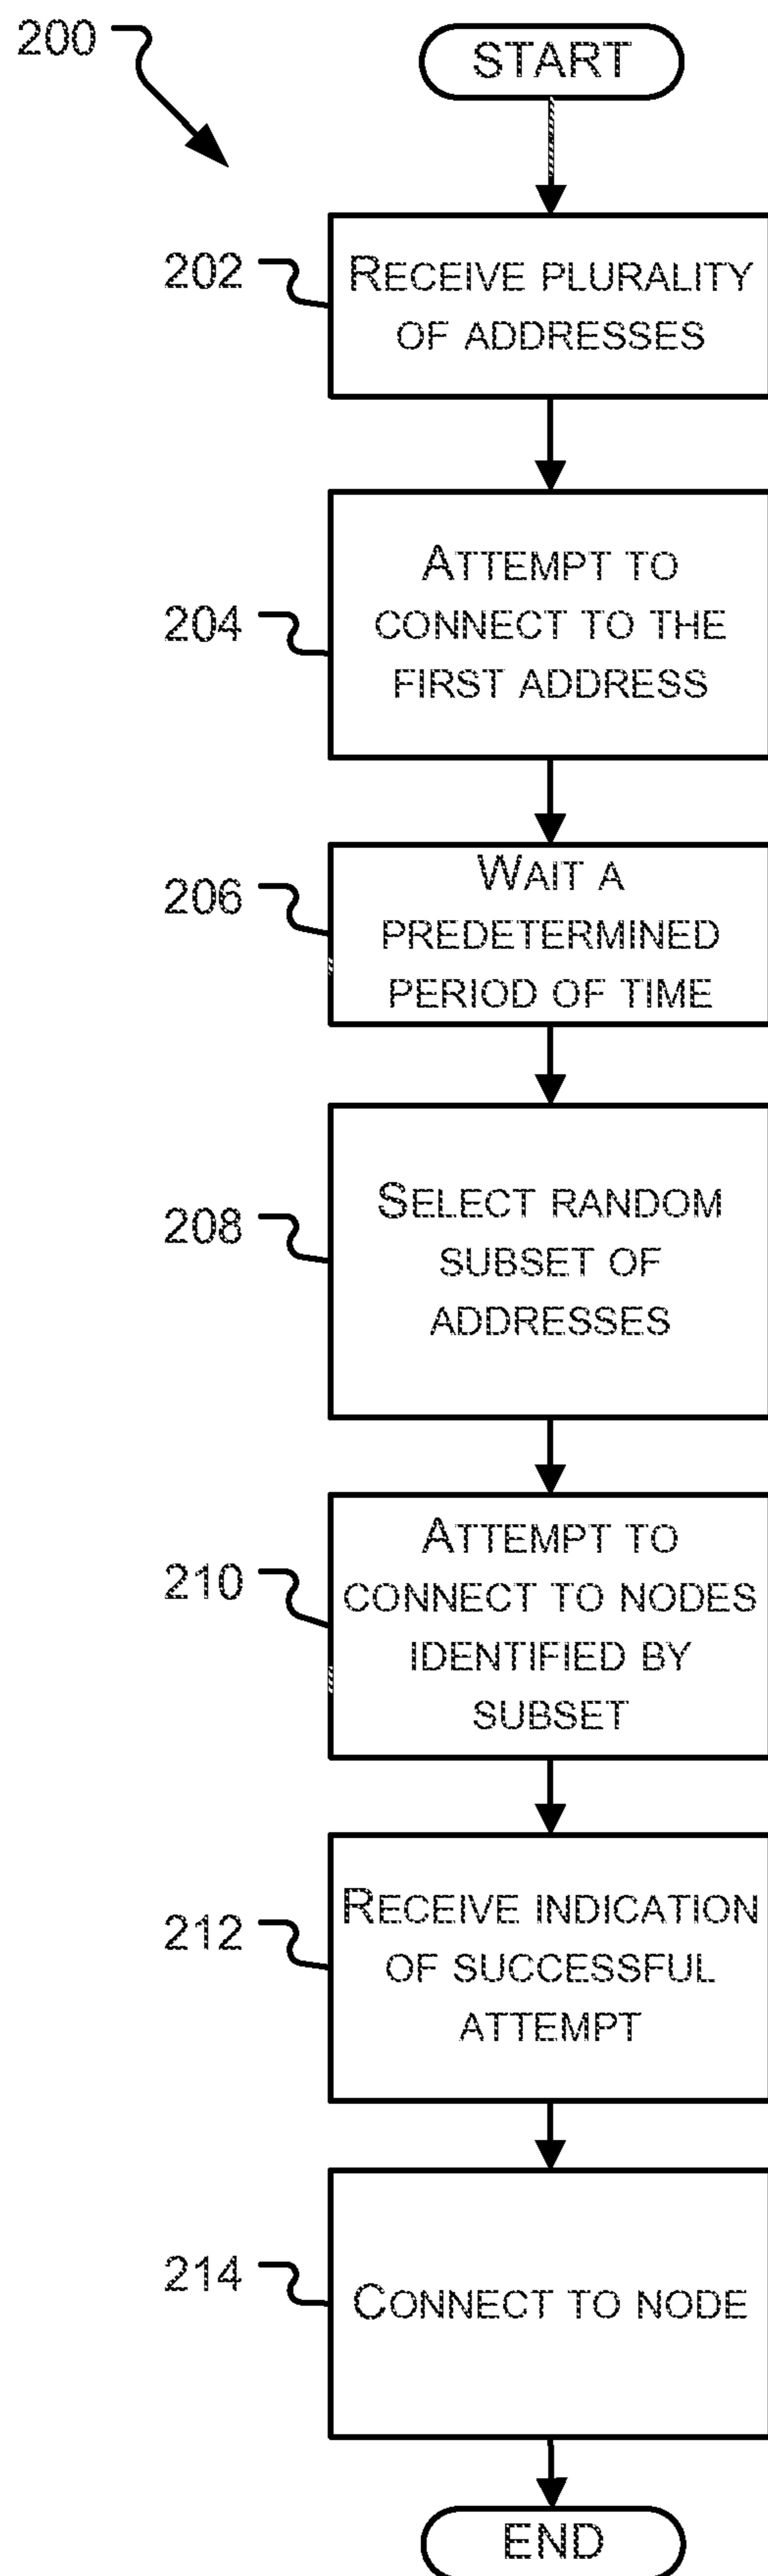 200
START
202
RECEIVE PLURALITY
OF ADDRESSES
204
ATTEMPT TO
CONNECT TO THE
FIRST ADDRESS
206
WAIT A
PREDETERMINED
PERIOD OF TIME
208
SELECT RANDOM
SUBSET OF
ADDRESSES
210
ATTEMPT TO
CONNECT TO NODES
IDENTIFIED BY
SUBSET
212
RECEIVE INDICATION
OF SUCCESSFUL
ATTEMPT
214
CONNECT TO NODE
END